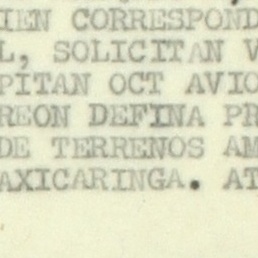 IEN CORRESPOND
L, SOLICITAN V
PITAN OCT AVIO
REON DEFINA PR
DE TERRENOS AM
AXICARINGA. AT